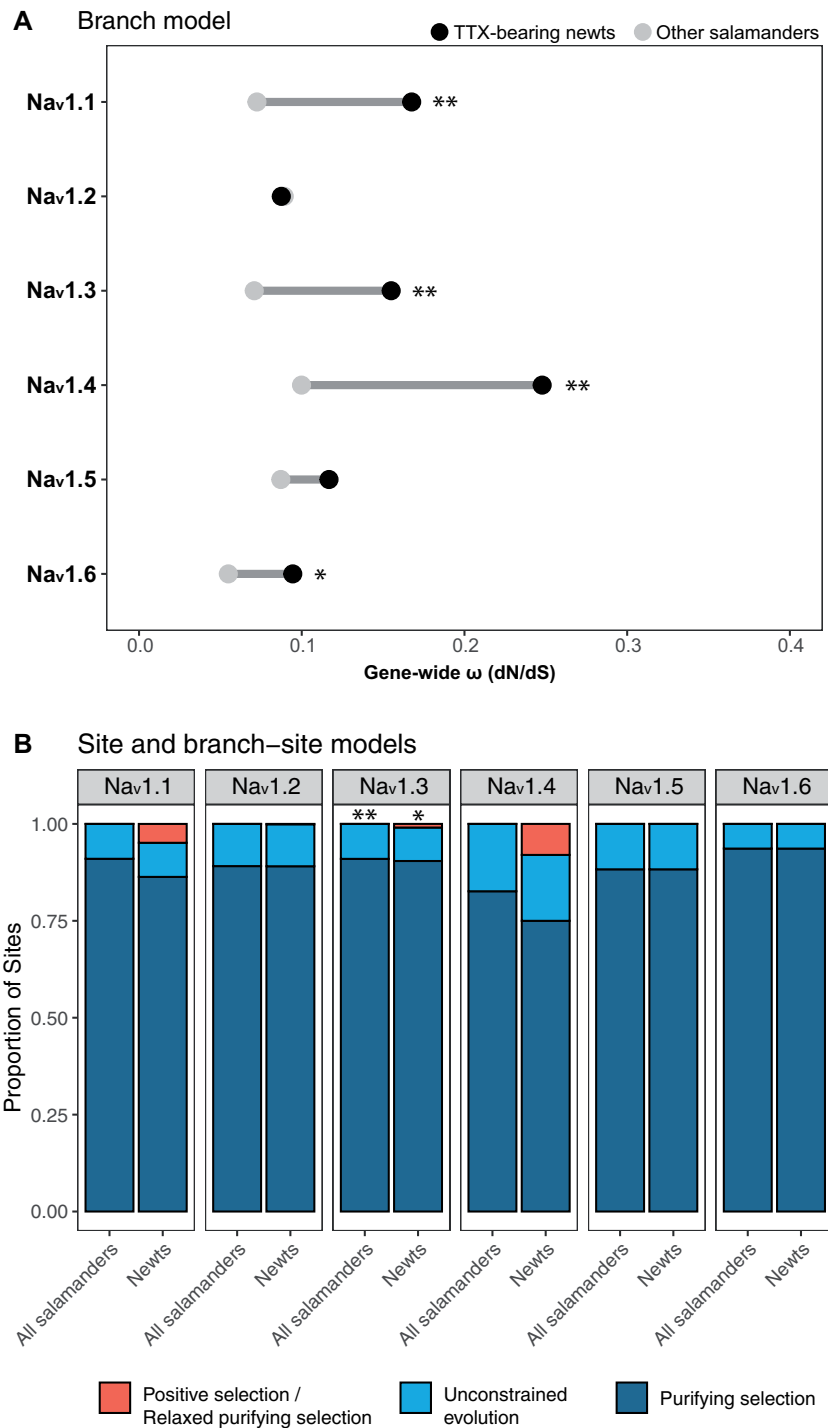 A Branch model
TTX-bearing newts Other salamanders
Nav1.1 **
Nav1.2
Nav1.3 **
Nav1.4 **
Nav1.5
Nav1.6 *
0.0 0.1 0.2 0.3 0.4
Gene-wide ω (dN/dS)
B Site and branch−site models
Nav1.1 Nav1.2 Nav1.3 Nav1.4 Nav1.5 Nav1.6
** *
1.00
0.75
0.50
0.25
0.00
Proportion of Sites
All salamanders Newts All salamanders Newts All salamanders Newts All salamanders Newts All salamanders Newts All salamanders Newts
Positive selection /
Relaxed purifying selection
Unconstrained
evolution
Purifying selection